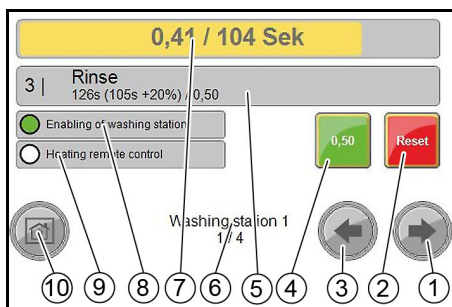 0,41 / 104 Sek
3 | Rinse
126s (105s +20%) / 0,50
Enabling of washing station
0,50
Reset
Heating remote control
Washing station 1
1 / 4
10 9 8 7 6 5 4 3 2 1